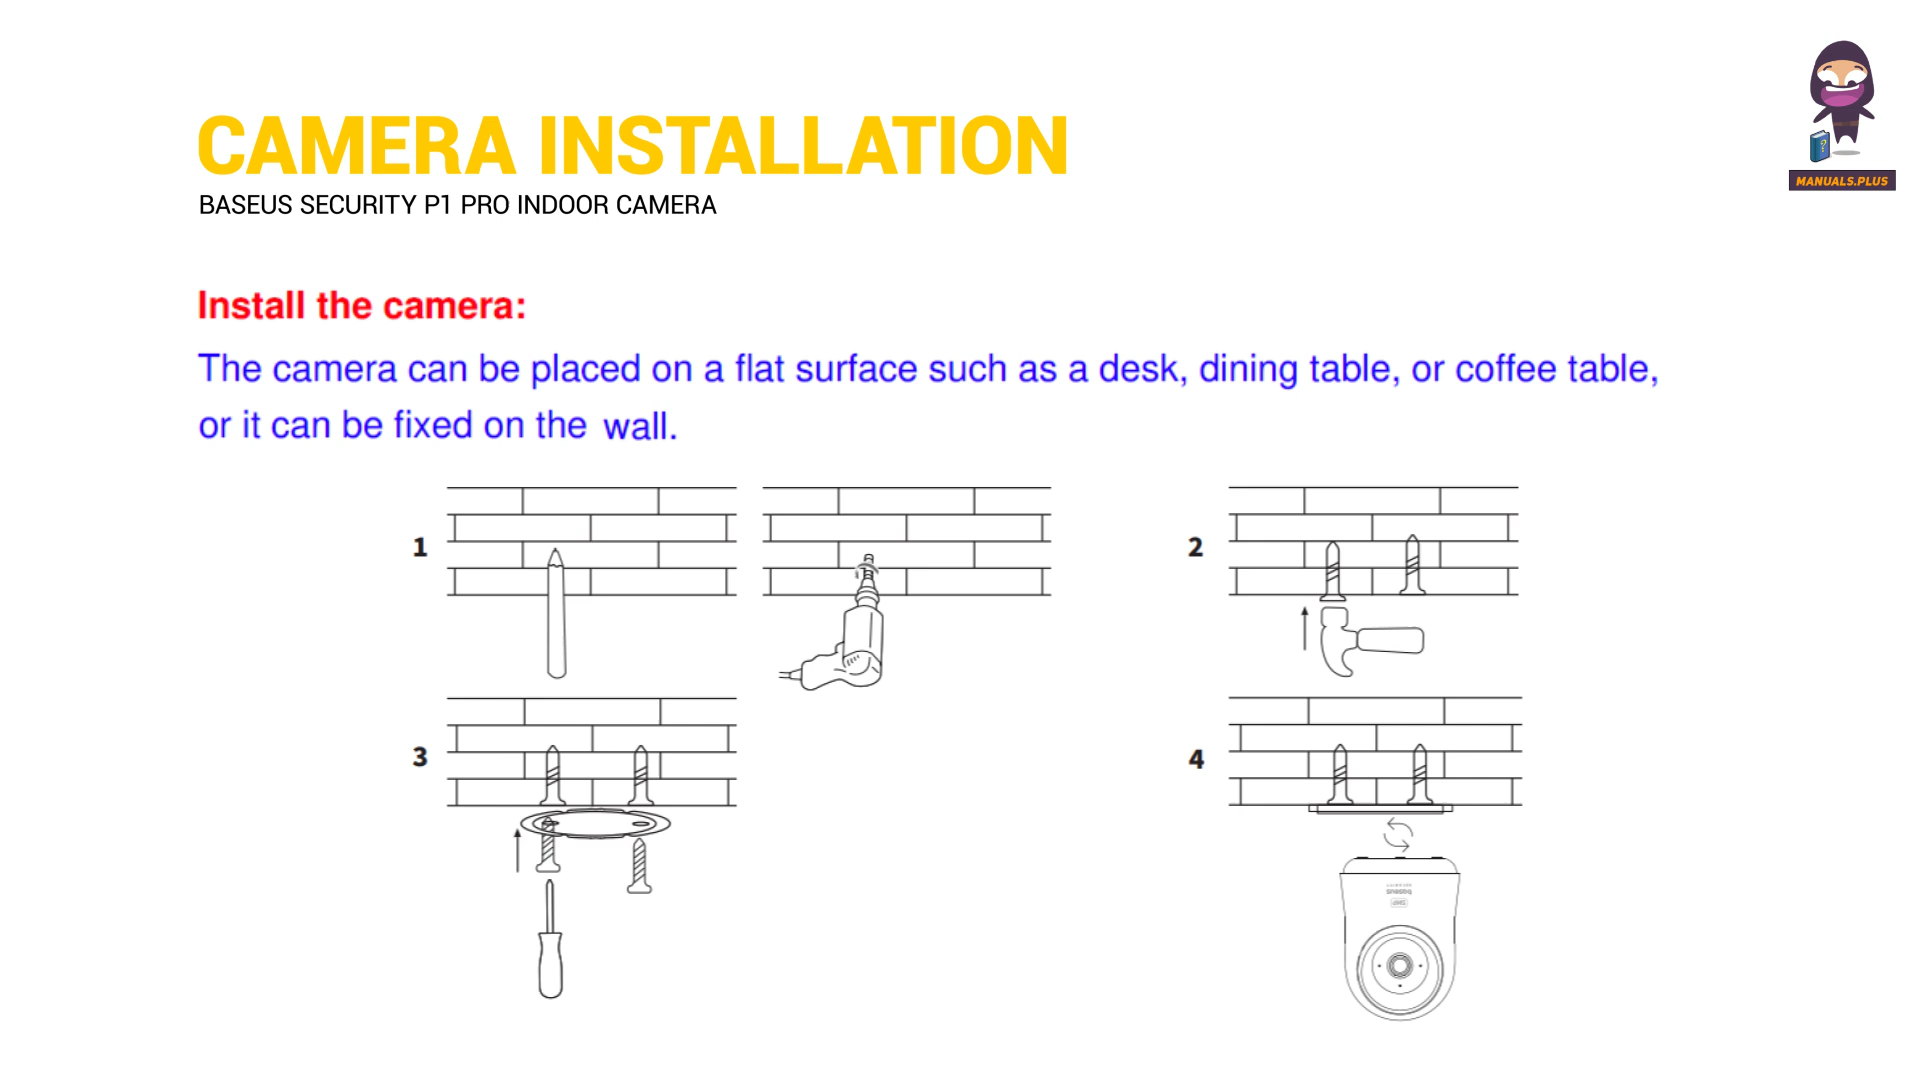 CAMERA INSTALLATION
BASEUS SECURITY P1 PRO INDOOR CAMERA
MANUALS.PLUS
Install the camera:
The camera can be placed on a flat surface such as a desk, dining table, or coffee table,
or it can be fixed on the wall.
1
2
3
4
baseus